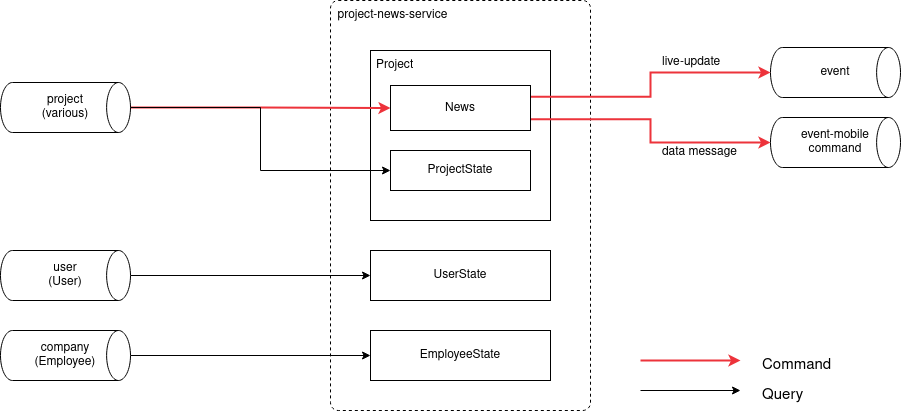 project-news-service
Project
project
(various)
News
live-update
event
event-mobile
command
data message
ProjectState
user
(User)
UserState
company
(Employee)
EmployeeState
Command
Query